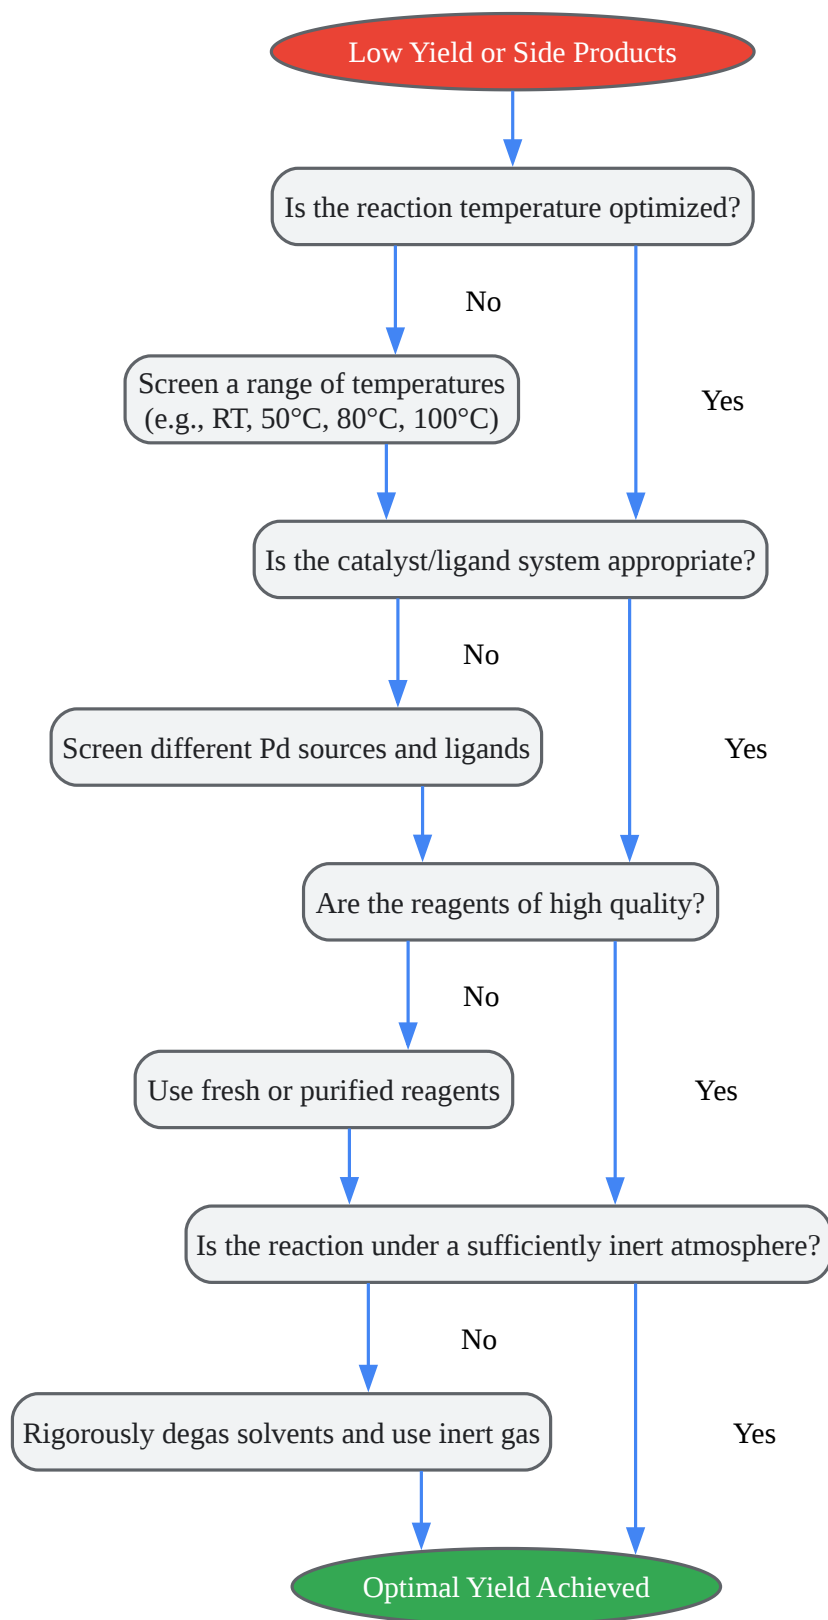 Low Yield or Side Products
Is the reaction temperature optimized?
No
Screen a range of temperatures
(e.g., RT, 50°C, 80°C, 100°C)
Yes
Is the catalyst/ligand system appropriate?
No
Screen different Pd sources and ligands
Yes
Are the reagents of high quality?
No
Use fresh or purified reagents
Yes
Is the reaction under a sufficiently inert atmosphere?
No
Rigorously degas solvents and use inert gas
Yes
Optimal Yield Achieved